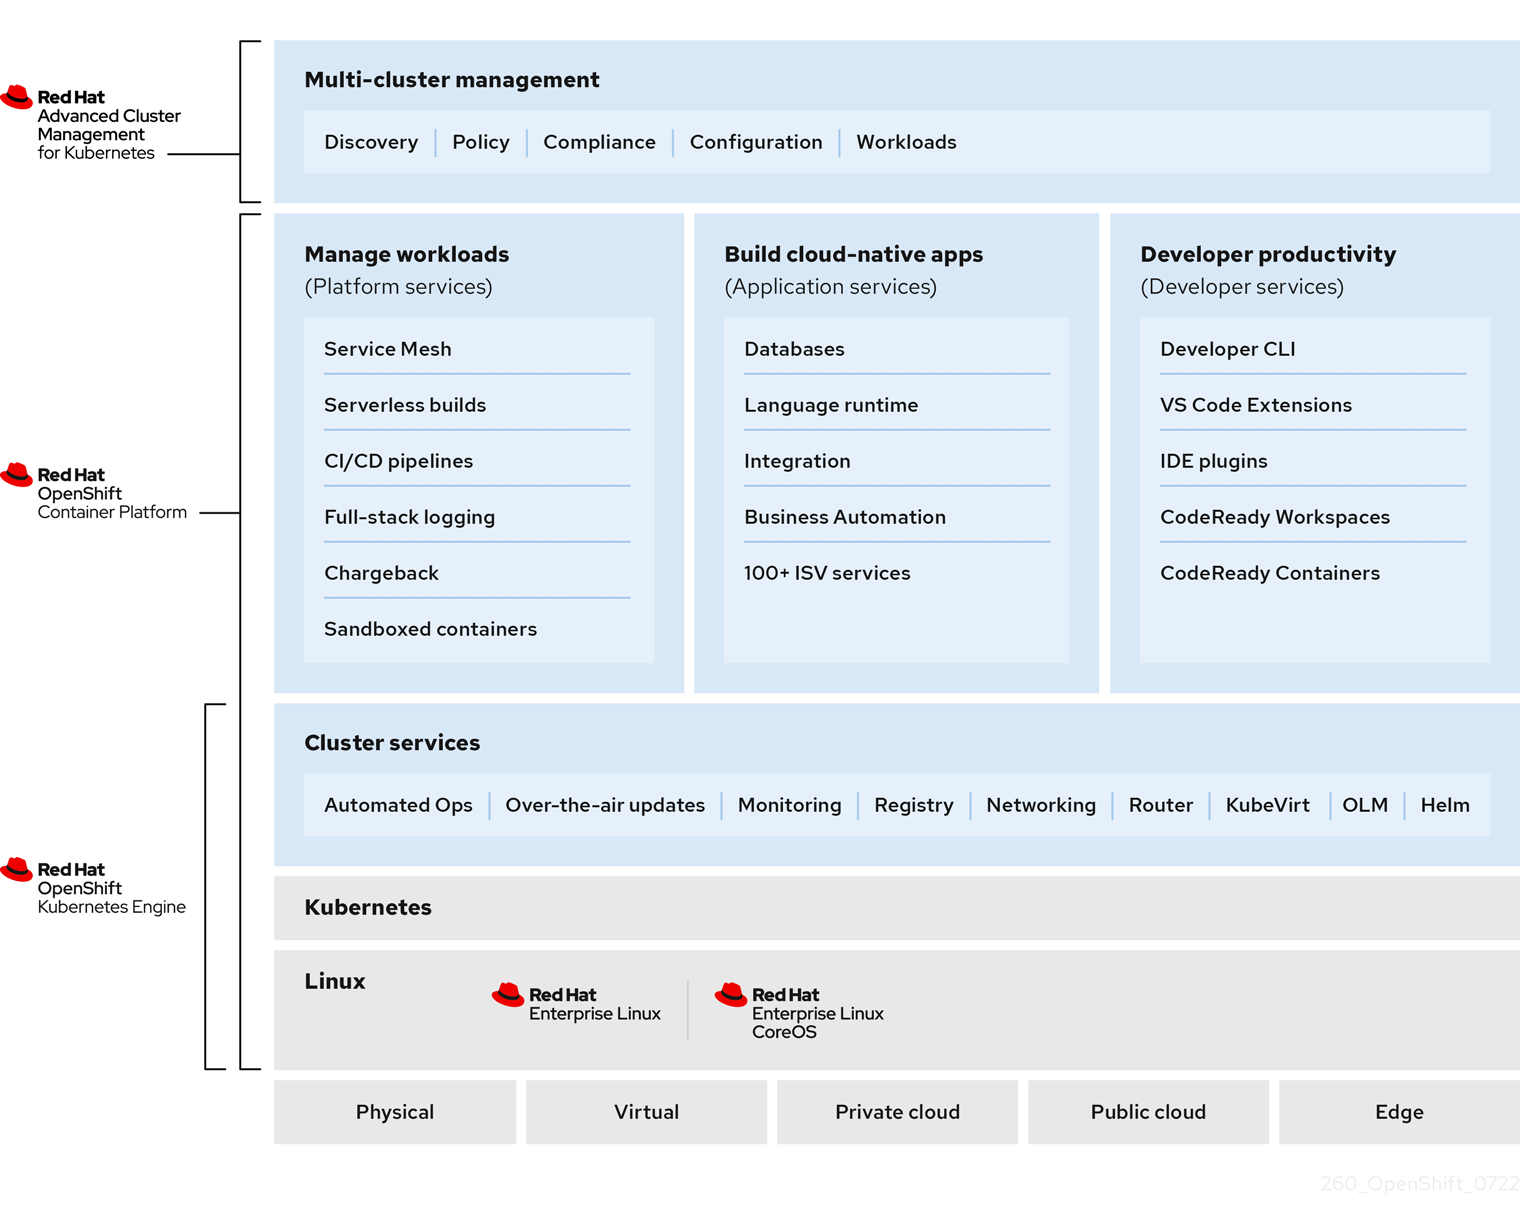 Red Hat
Advanced Cluster
Management
for Kubernetes
Multi-cluster management
Discovery | Policy | Compliance | Configuration | Workloads
Red Hat
OpenShift
Container Platform
Manage workloads
(Platform services)
Service Mesh
Serverless builds
CI/CD pipelines
Full-stack logging
Chargeback
Sandboxed containers
Build cloud-native apps
(Application services)
Databases
Language runtime
Integration
Business Automation
100+ ISV services
Developer productivity
(Developer services)
Developer CLI
VS Code Extensions
IDE plugins
CodeReady Workspaces
CodeReady Containers
Red Hat
OpenShift
Kubernetes Engine
Cluster services
Automated Ops | Over-the-air updates | Monitoring | Registry | Networking | Router | KubeVirt | OLM | Helm
Kubernetes
Linux
Red Hat
Enterprise Linux
Red Hat
Enterprise Linux
CoreOS
Physical
Virtual
Private cloud
Public cloud
Edge
260_OpenShift_0722